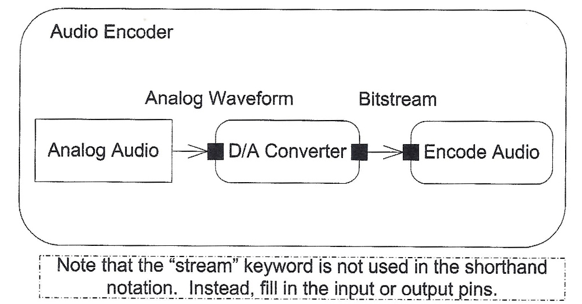 Audio Encoder
Analog Waveform
Bitstream
Analog Audio
D/A Converter
Encode Audio
Note that the “stream” keyword is not used in the shorthand
notation. Instead, fill in the input or output pins.